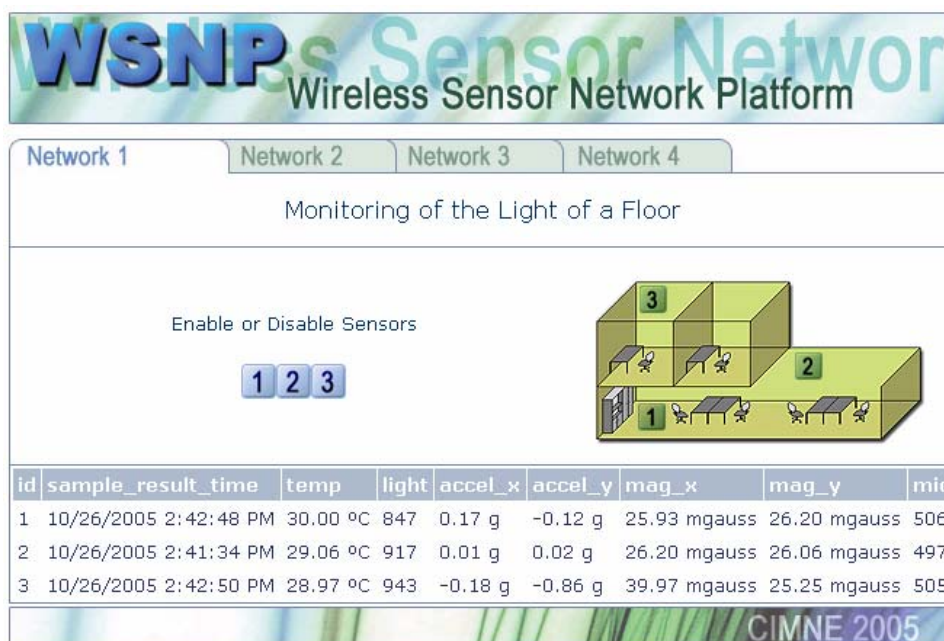 WSNP
Wireless Sensor Network Platform
Wireless Sensor Networ
Network 1 Network 2 Network 3 Network 4
Monitoring of the Light of a Floor
Enable or Disable Sensors
1 2 3
3
2
1
id sample_result_time temp light accel_x accel_y mag_x mag_y mic
1 10/26/2005 2:42:48 PM 30.00 ºC 847 0.17 g -0.12 g 25.93 mgauss 26.20 mgauss 506
2 10/26/2005 2:41:34 PM 29.06 ºC 917 0.01 g 0.02 g 26.20 mgauss 26.06 mgauss 497
3 10/26/2005 2:42:50 PM 28.97 ºC 943 -0.18 g -0.86 g 39.97 mgauss 25.25 mgauss 505
CIMNE 2005